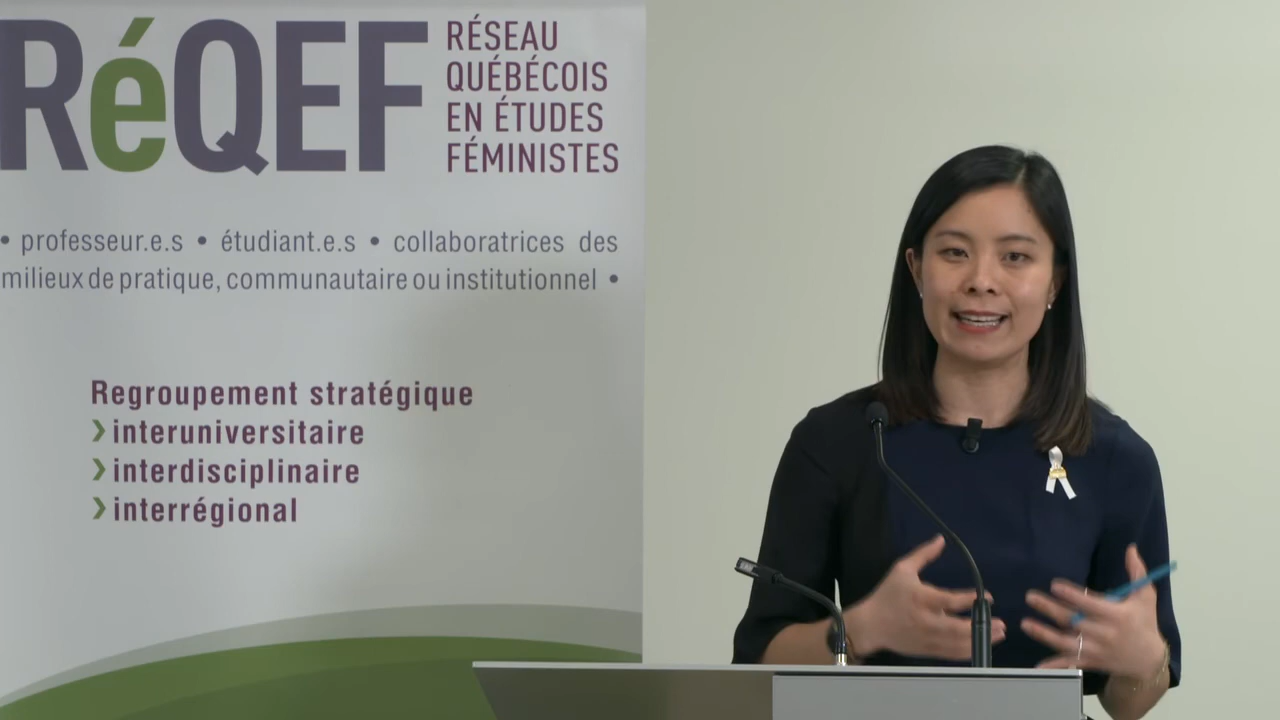 RéQEF
RÉSEAU
QUÉBÉCOIS
EN ÉTUDES
FÉMINISTES
• professeur.e.s • étudiant.e.s • collaboratrices des
milieux de pratique, communautaire ou institutionnel •
Regroupement stratégique
› interuniversitaire
› interdisciplinaire
› interrégional